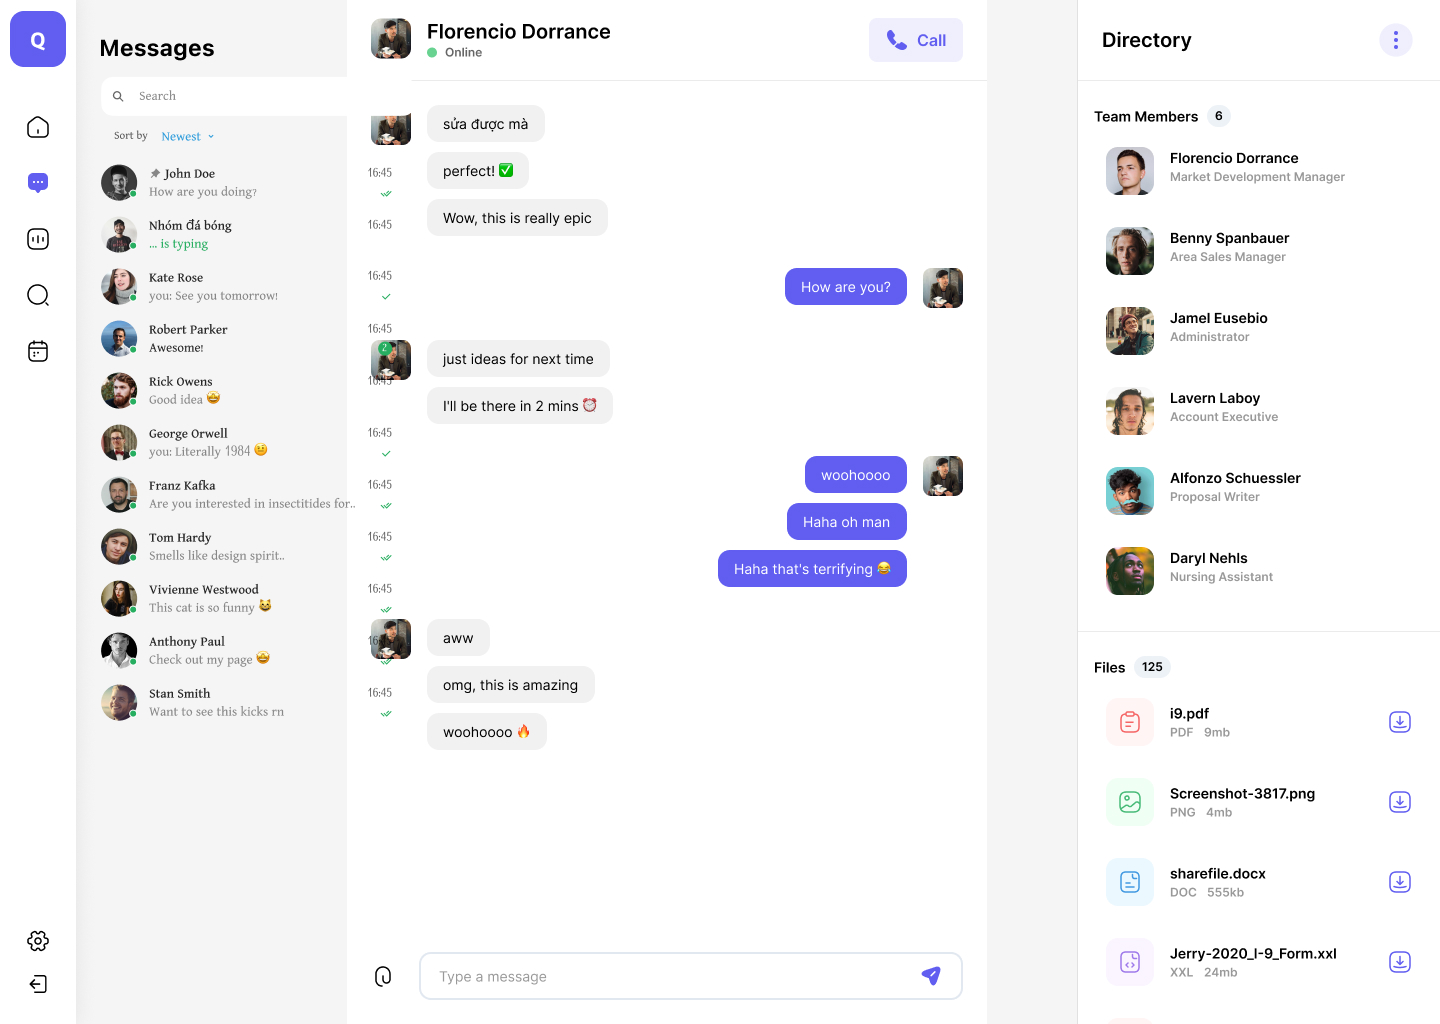 Q
Messages
Search
Sort by Newest
John Doe
How are you doing?
Nhóm đá bóng
... is typing
Kate Rose
you: See you tomorrow!
Robert Parker
Awesome!
Rick Owens
Good idea 🤩
George Orwell
you: Literally 1984 🤨
Franz Kafka
Are you interested in insectitides for..
Tom Hardy
Smells like design spirit..
Vivienne Westwood
This cat is so funny 😸
Anthony Paul
Check out my page 🤩
Stan Smith
Want to see this kicks rn
16:45
16:45
16:45
16:45
2
16:45
16:45
16:45
16:45
16:45
16:45
Florencio Dorrance
Online
Call
sửa được mà
perfect! ✅
Wow, this is really epic
How are you?
just ideas for next time
I'll be there in 2 mins ⏰
woohoooo
Haha oh man
Haha that's terrifying 😂
aww
omg, this is amazing
woohoooo 🔥
Type a message
Directory
Team Members 6
Florencio Dorrance
Market Development Manager
Benny Spanbauer
Area Sales Manager
Jamel Eusebio
Administrator
Lavern Laboy
Account Executive
Alfonzo Schuessler
Proposal Writer
Daryl Nehls
Nursing Assistant
Files 125
i9.pdf
PDF 9mb
Screenshot-3817.png
PNG 4mb
sharefile.docx
DOC 555kb
Jerry-2020_I-9_Form.xxl
XXL 24mb